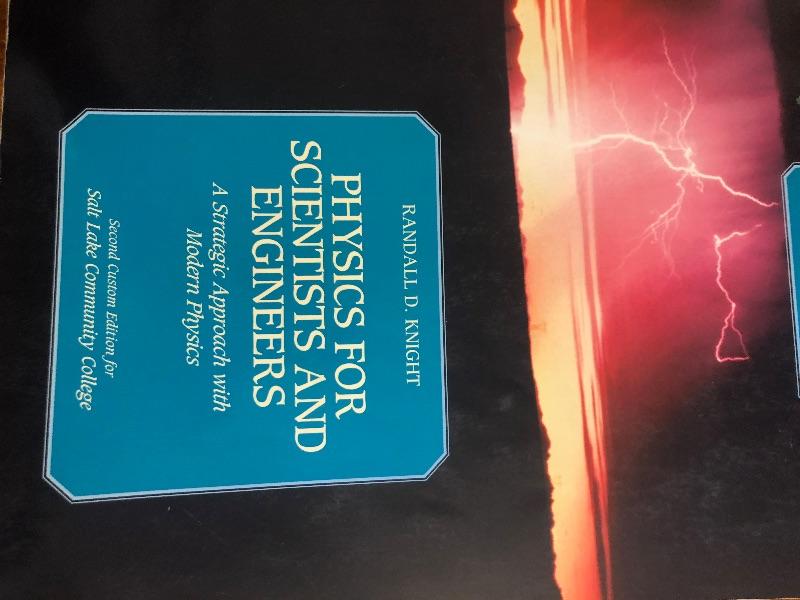 RANDALL D. KNIGHT
PHYSICS FOR
SCIENTISTS AND
ENGINEERS
A Strategic Approach with
Modern Physics
Second Custom Edition for
Salt Lake Community College